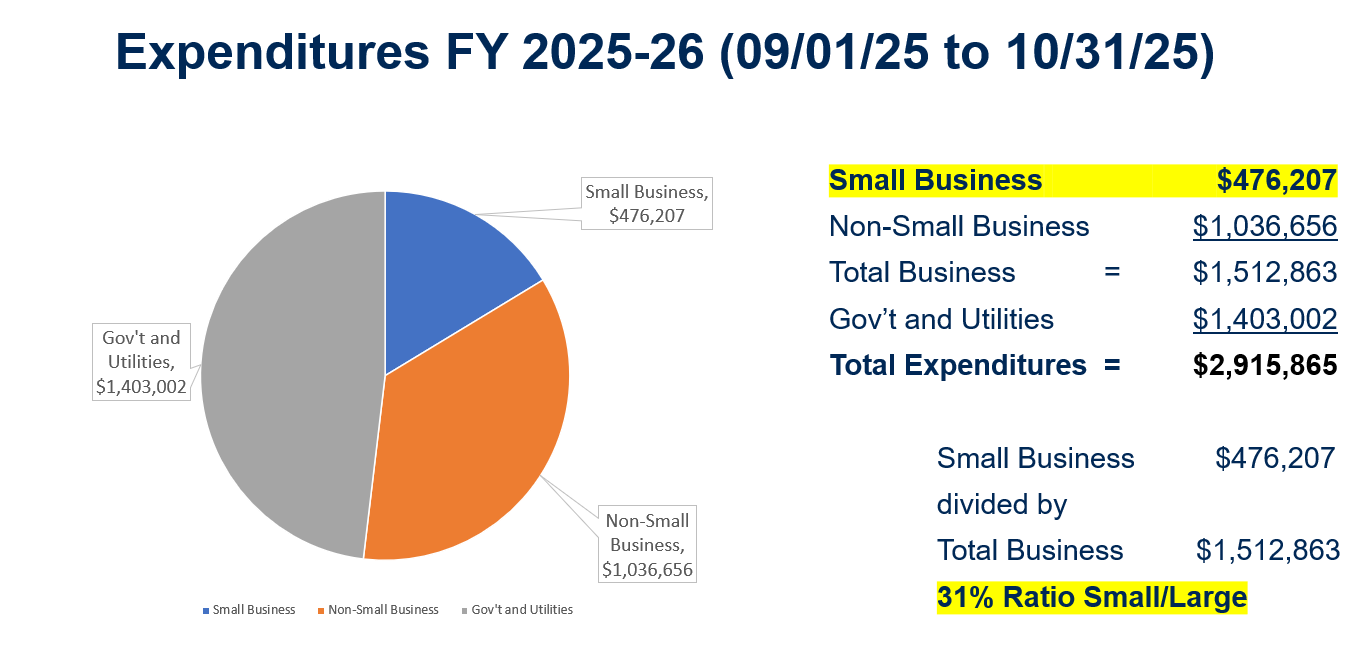 Expenditures FY 2025-26 (09/01/25 to 10/31/25)
Small Business,
$476,207
Gov't and
Utilities,
$1,403,002
Non-Small
Business,
$1,036,656
Small Business
Non-Small Business
Gov't and Utilities
Small Business $476,207
Non-Small Business $1,036,656
Total Business = $1,512,863
Gov’t and Utilities $1,403,002
Total Expenditures = $2,915,865
Small Business $476,207
divided by
Total Business $1,512,863
31% Ratio Small/Large